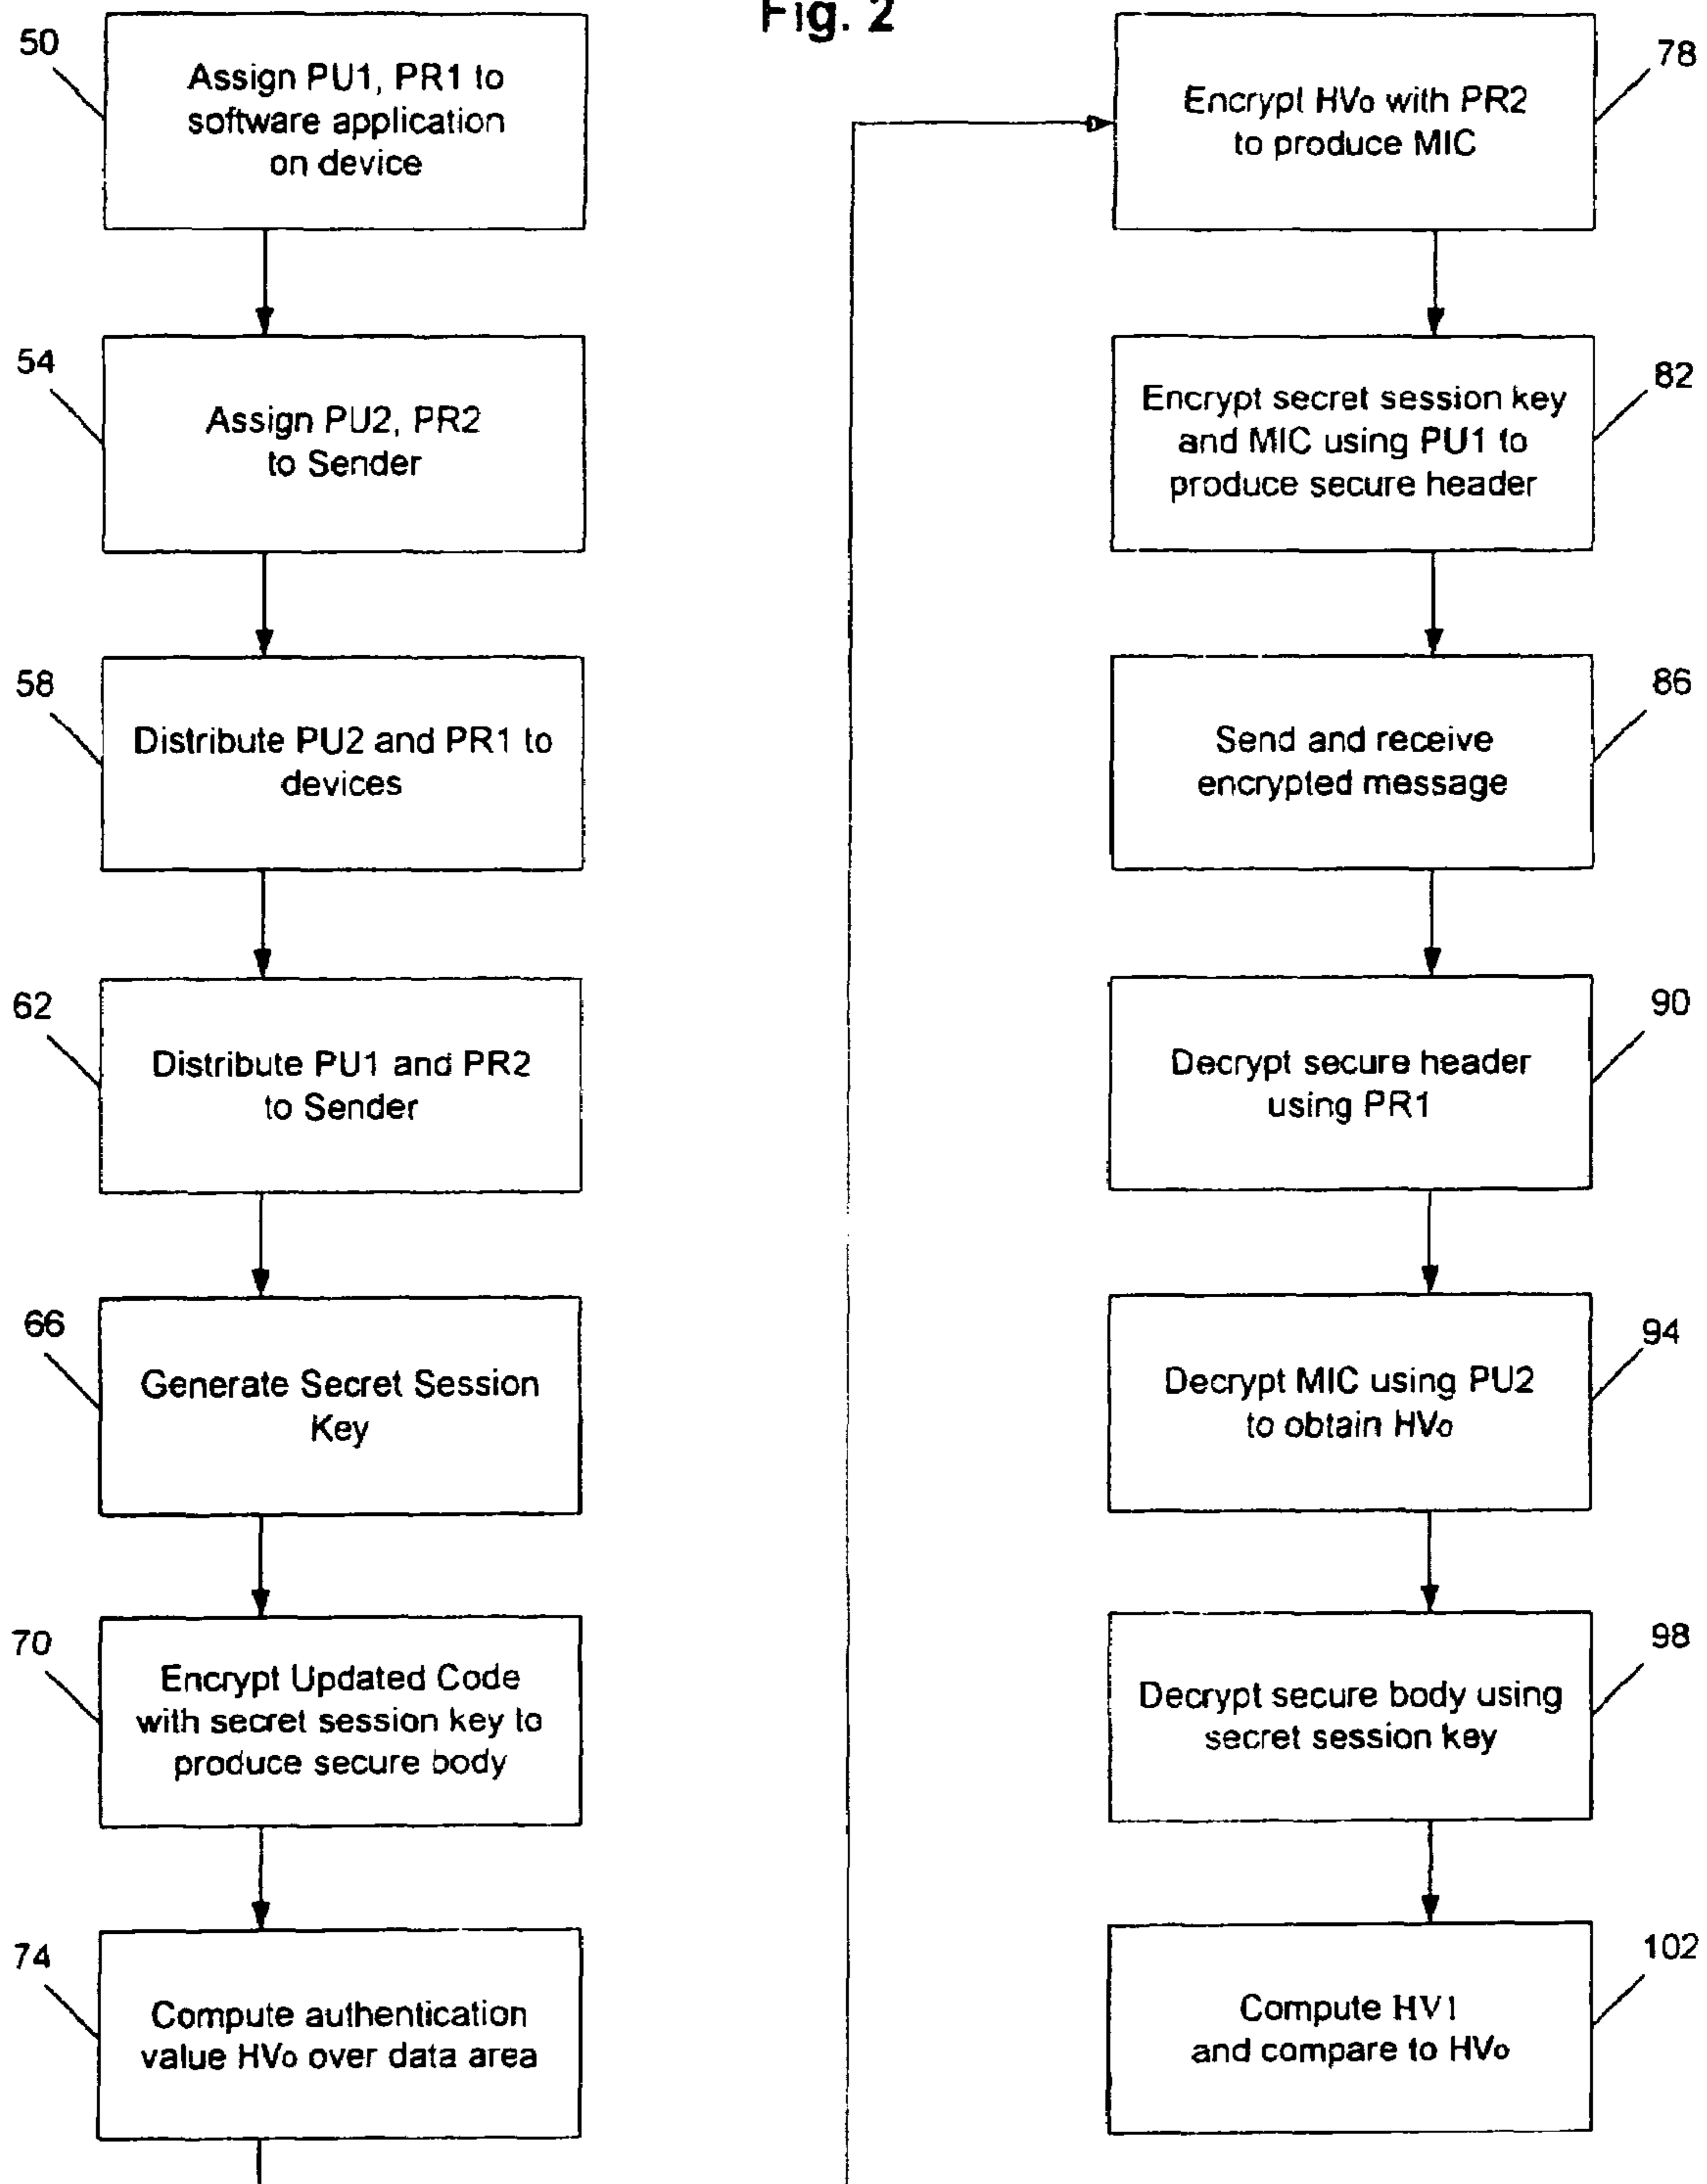 Fig. 2
50
Assign PU1, PR1 to
software application
on device
54
Assign PU2, PR2
to Sender
58
Distribute PU2 and PR1 to
devices
62
Distribute PU1 and PR2
to Sender
66
Generate Secret Session
Key
70
Encrypt Updated Code
with secret session key to
produce secure body
74
Compute authentication
value HVo over data area
78
Encrypt HVo with PR2
to produce MIC
82
Encrypt secret session key
and MIC using PU1 to
produce secure header
86
Send and receive
encrypted message
90
Decrypt secure header
using PR1
94
Decrypt MIC using PU2
to obtain HVo
98
Decrypt secure body using
secret session key
102
Compute HV1
and compare to HVo